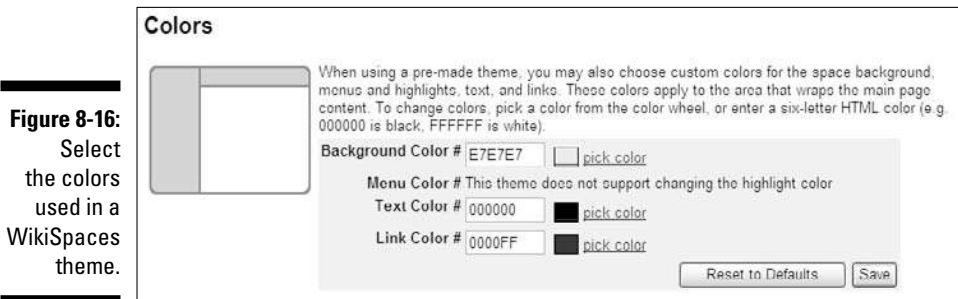 Colors
When using a pre-made theme, you may also choose custom colors for the space background,
menus and highlights, text, and links. These colors apply to the area that wraps the main page
content. To change colors, pick a color from the color wheel, or enter a six-letter HTML color (e.g.
000000 is black, FFFFFF is white).
Background Color # E7E7E7 pick color
Menu Color # This theme does not support changing the highlight color
Text Color # 000000 pick color
Link Color # 0000FF pick color
Reset to Defaults Save
Figure 8-16:
Select
the colors
used in a
WikiSpaces
theme.